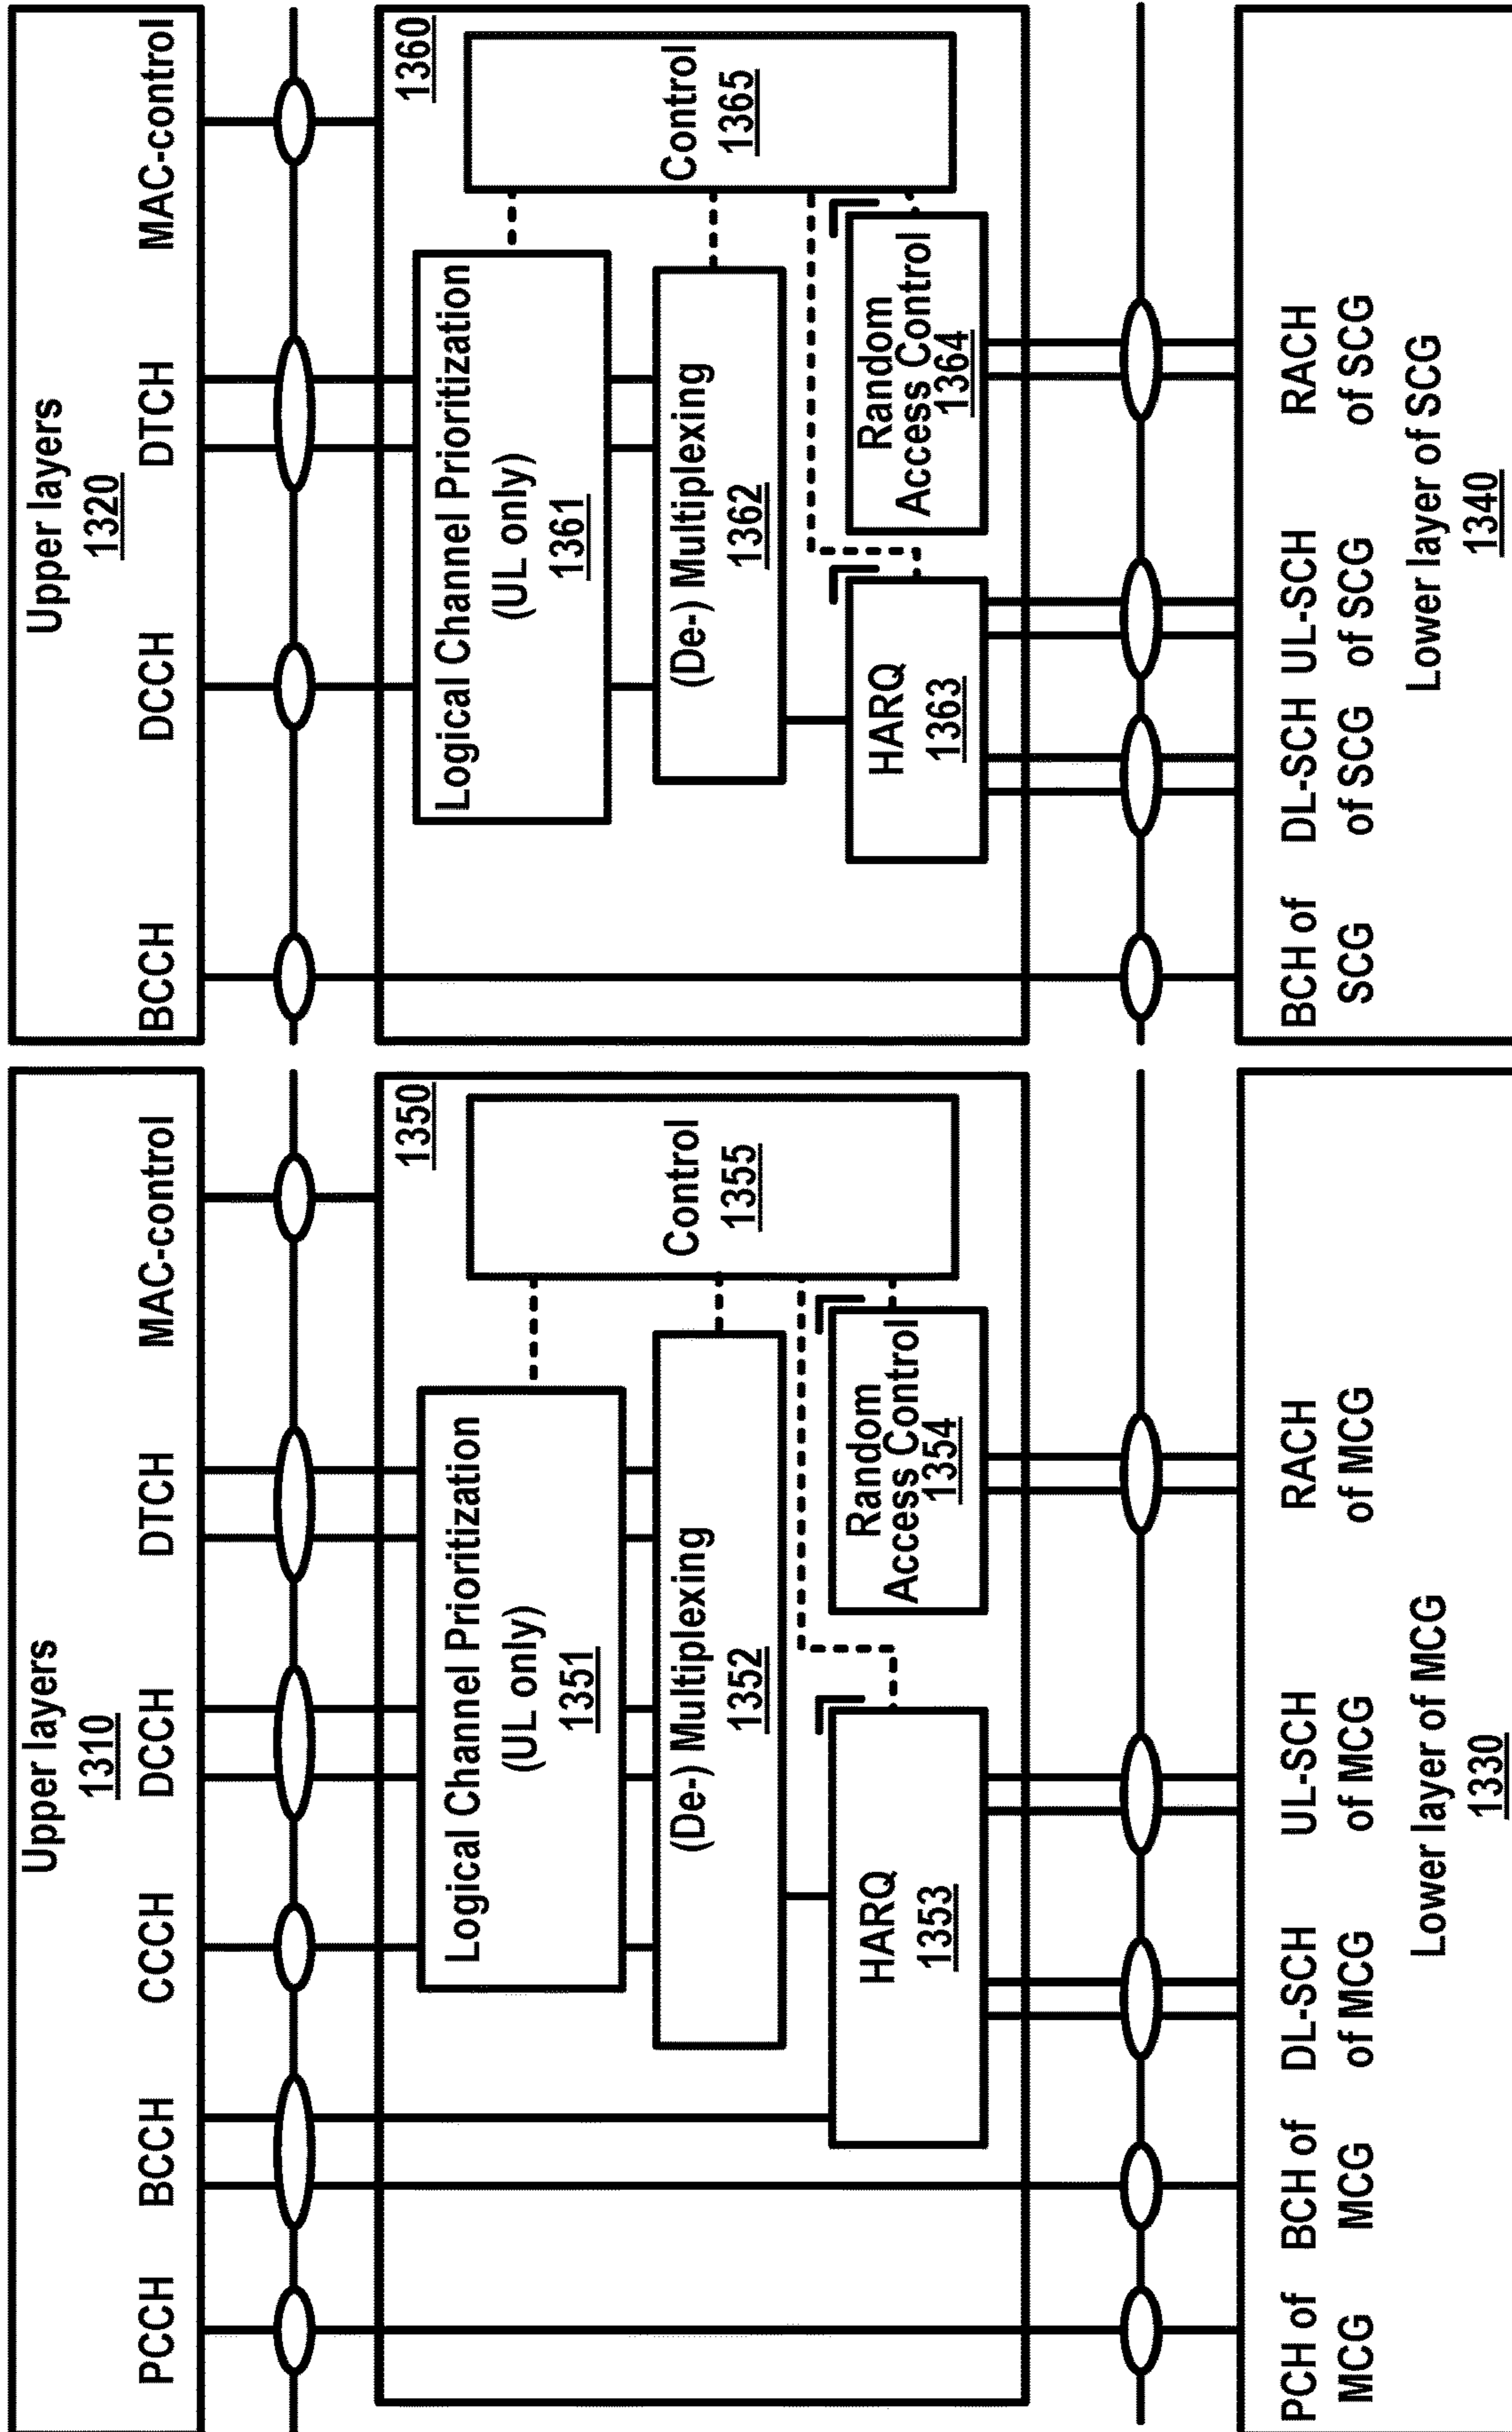 Upper layers
1310
PCCH
BCCH
CCCH
DCCH
DTCH
MAC-control
1350
Logical Channel Prioritization
(UL only)
1351
(De-) Multiplexing
1352
HARQ
1353
Random
Access Control
1354
Control
1355
PCH of
MCG
BCH of
MCG
DL-SCH
of MCG
UL-SCH
of MCG
RACH
of MCG
Lower layer of MCG
1330
Upper layers
1320
BCCH
DCCH
DTCH
MAC-control
1360
Logical Channel Prioritization
(UL only)
1361
(De-) Multiplexing
1362
HARQ
1363
Random
Access Control
1364
Control
1365
BCH of
SCG
DL-SCH
of SCG
UL-SCH
of SCG
RACH
of SCG
Lower layer of SCG
1340